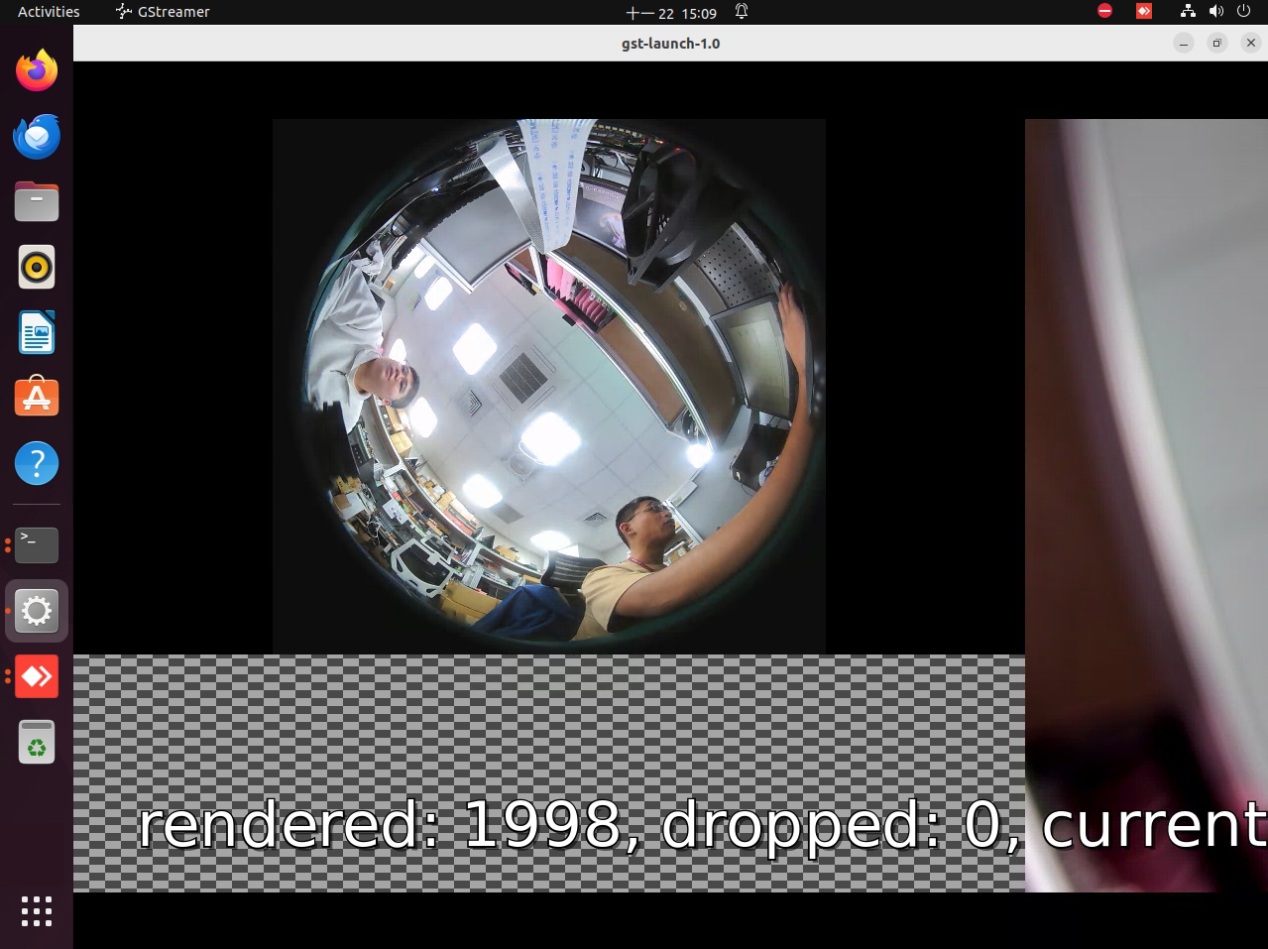 Activities GStreamer 十一 22 15:09
gst-launch-1.0
rendered: 1998, dropped: 0, current